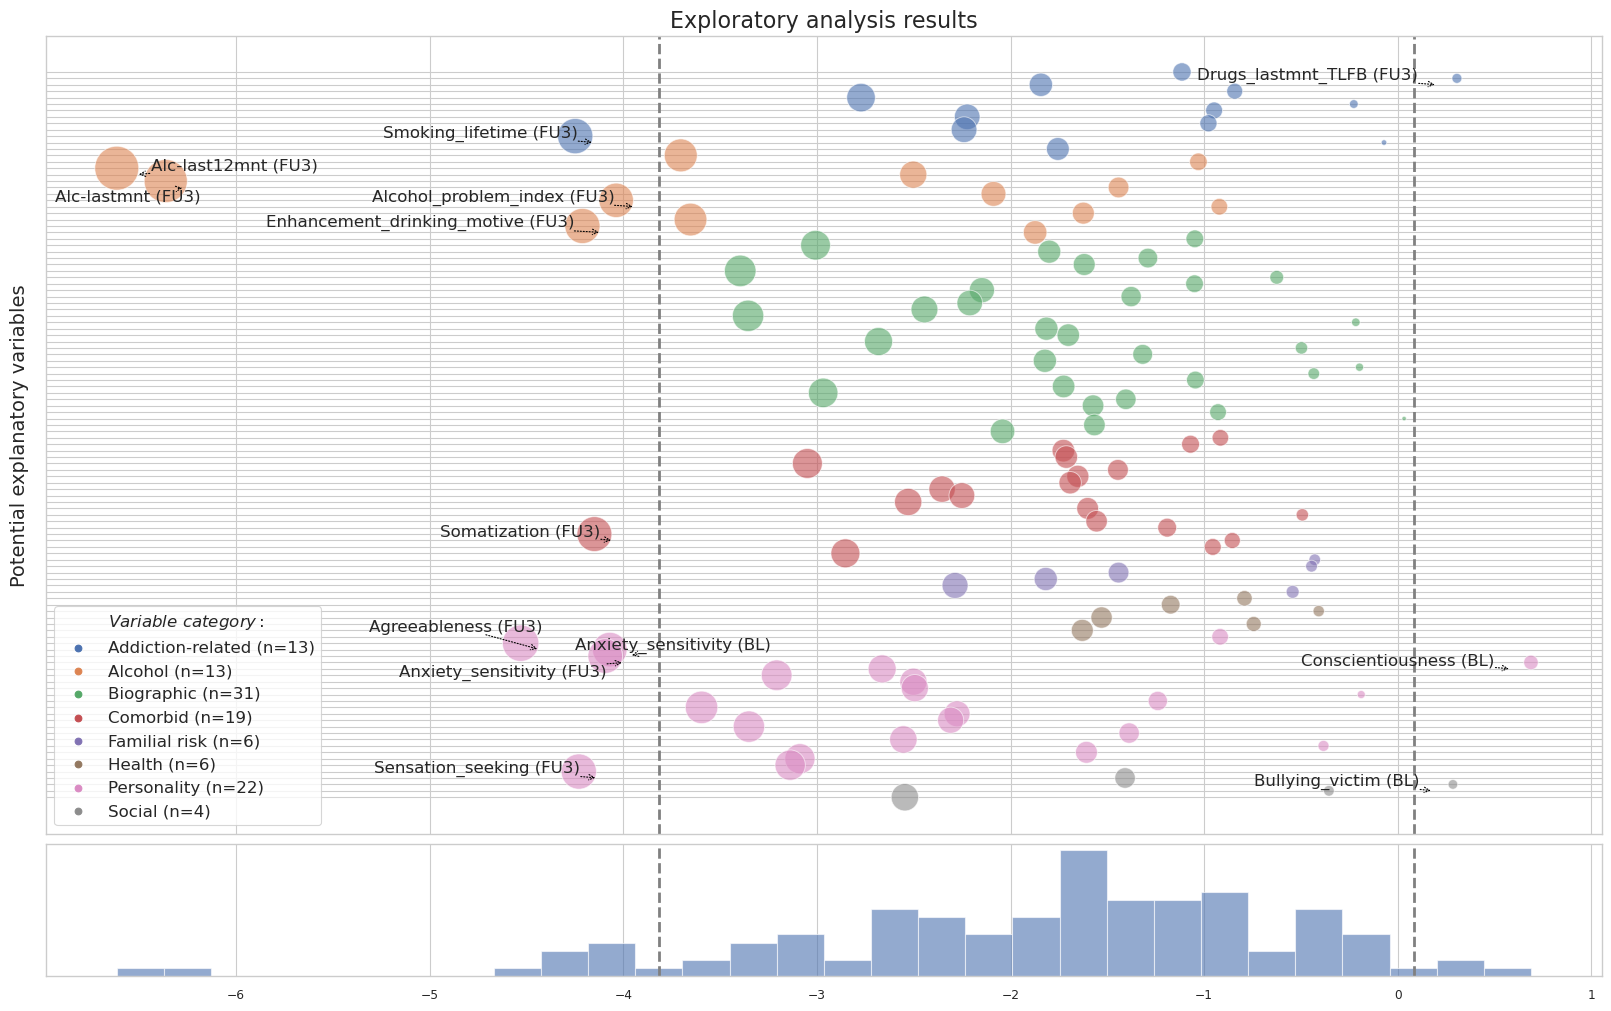 Exploratory analysis results
Drugs_lastmnt_TLFB (FU3)
Smoking_lifetime (FU3)
Alc-last12mnt (FU3)
Alc-lastmnt (FU3)
Alcohol_problem_index (FU3)
Enhancement_drinking_motive (FU3)
Potential explanatory variables
Somatization (FU3)
Agreeableness (FU3)
Anxiety_sensitivity (BL)
Conscientiousness (BL)
Anxiety_sensitivity (FU3)
Sensation_seeking (FU3)
Bullying_victim (BL)
Variable category:
Addiction-related (n=13)
Alcohol (n=13)
Biographic (n=31)
Comorbid (n=19)
Familial risk (n=6)
Health (n=6)
Personality (n=22)
Social (n=4)
−6 −5 −4 −3 −2 −1 0 1